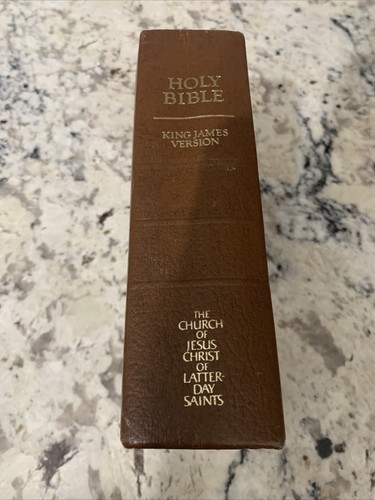 HOLY
BIBLE
KING JAMES
VERSION
THE
CHURCH
OF
JESUS
CHRIST
OF
LATTER-
DAY
SAINTS